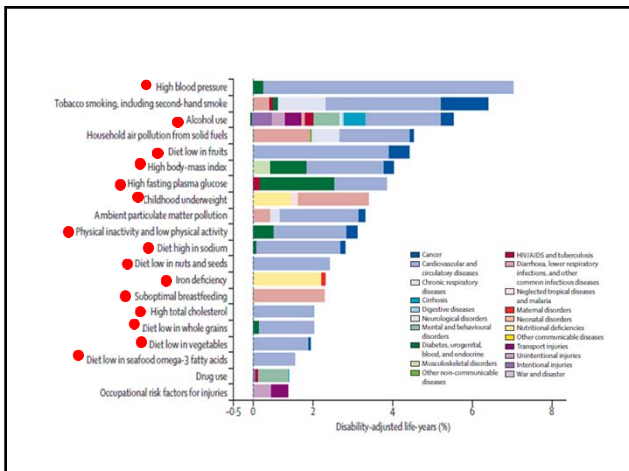 High blood pressure
Tobacco smoking, including second-hand smoke
Alcohol use
Household air pollution from solid fuels
Diet low in fruits
High body-mass index
High fasting plasma glucose
Childhood underweight
Ambient particulate matter pollution
Physical inactivity and low physical activity
Diet high in sodium
Diet low in nuts and seeds
Iron deficiency
Suboptimal breastfeeding
High total cholesterol
Diet low in whole grains
Diet low in vegetables
Diet low in seafood omega-3 fatty acids
Drug use
Occupational risk factors for injuries
Cancer
Cardiovascular and
circulatory diseases
Chronic respiratory
diseases
Cirrhosis
Digestive diseases
Neurological disorders
Mental and behavioural
disorders
Diabetes, urogenital,
blood, and endocrine
Musculoskeletal disorders
Other non-communicable
diseases
HIV/AIDS and tuberculosis
Diarrhoea, lower respiratory
infections, and other
common infectious diseases
Neglected tropical diseases
and malaria
Maternal disorders
Neonatal disorders
Nutritional deficiencies
Other communicable diseases
Transport injuries
Unintentional injuries
Intentional injuries
War and disaster
-0·5 0 2 4 6 8
Disability-adjusted life-years (%)